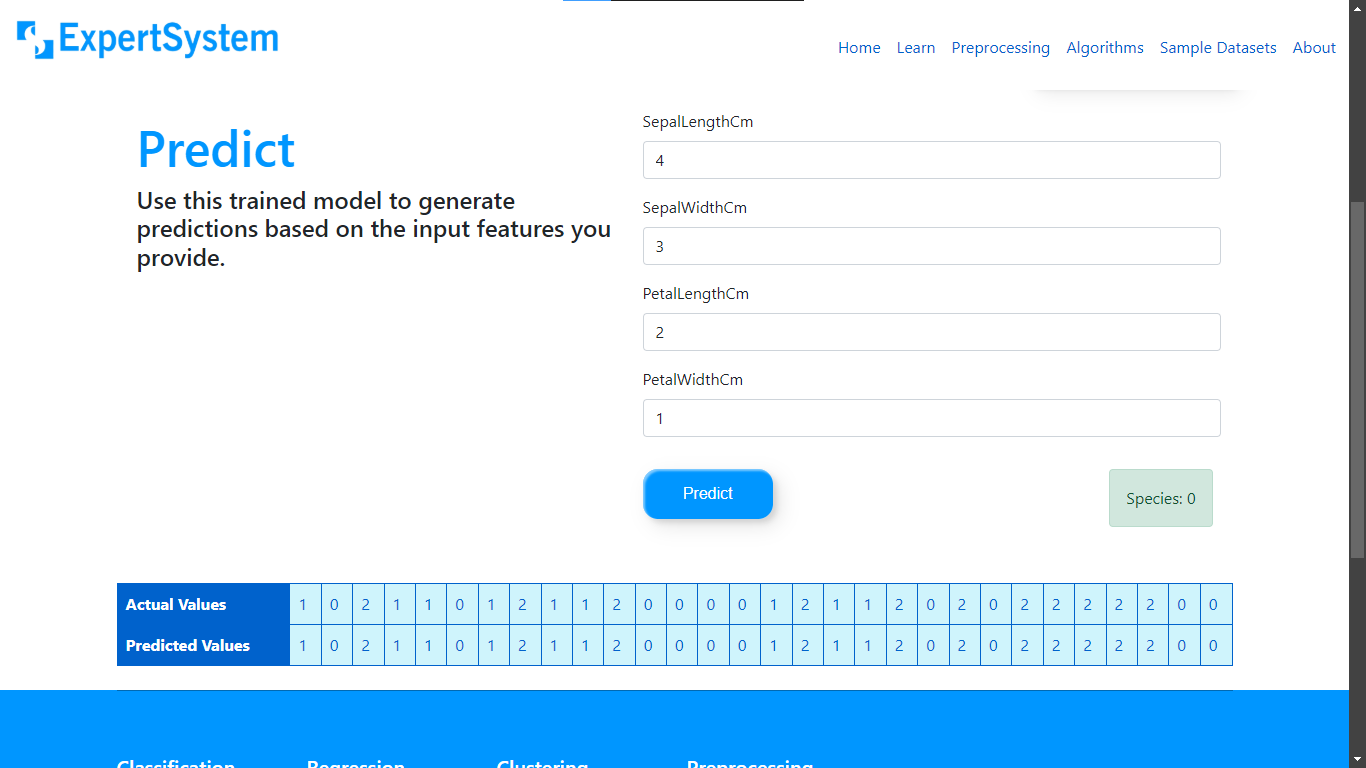 ExpertSystem
Home Learn Preprocessing Algorithms Sample Datasets About
Predict
Use this trained model to generate
predictions based on the input features you
provide.
SepalLengthCm
4
SepalWidthCm
3
PetalLengthCm
2
PetalWidthCm
1
Predict
Species: 0
Actual Values 1 0 2 1 1 0 1 2 1 1 2 0 0 0 0 1 2 1 1 2 0 2 0 2 2 2 2 2 0 0
Predicted Values 1 0 2 1 1 0 1 2 1 1 2 0 0 0 0 1 2 1 1 2 0 2 0 2 2 2 2 2 0 0
Classification Regression Clustering Preprocessing